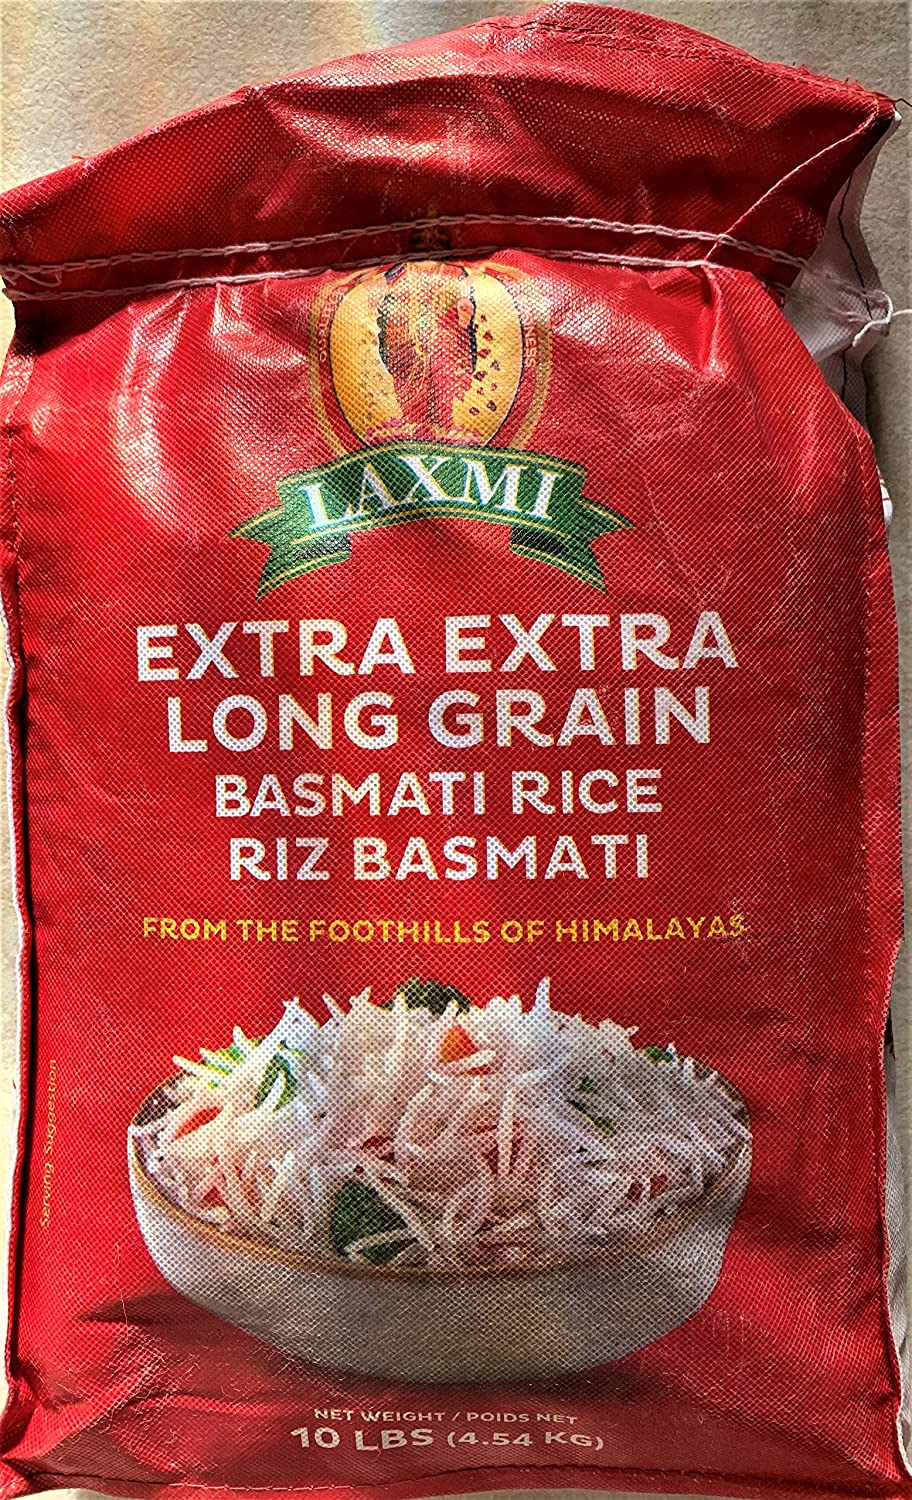 LAXMI
EXTRA EXTRA
LONG GRAIN
BASMATI RICE
RIZ BASMATI
FROM THE FOOTHILLS OF HIMALAYAS
Serving Suggestion
NET WEIGHT / POIDS NET
10 LBS (4.54 KG)